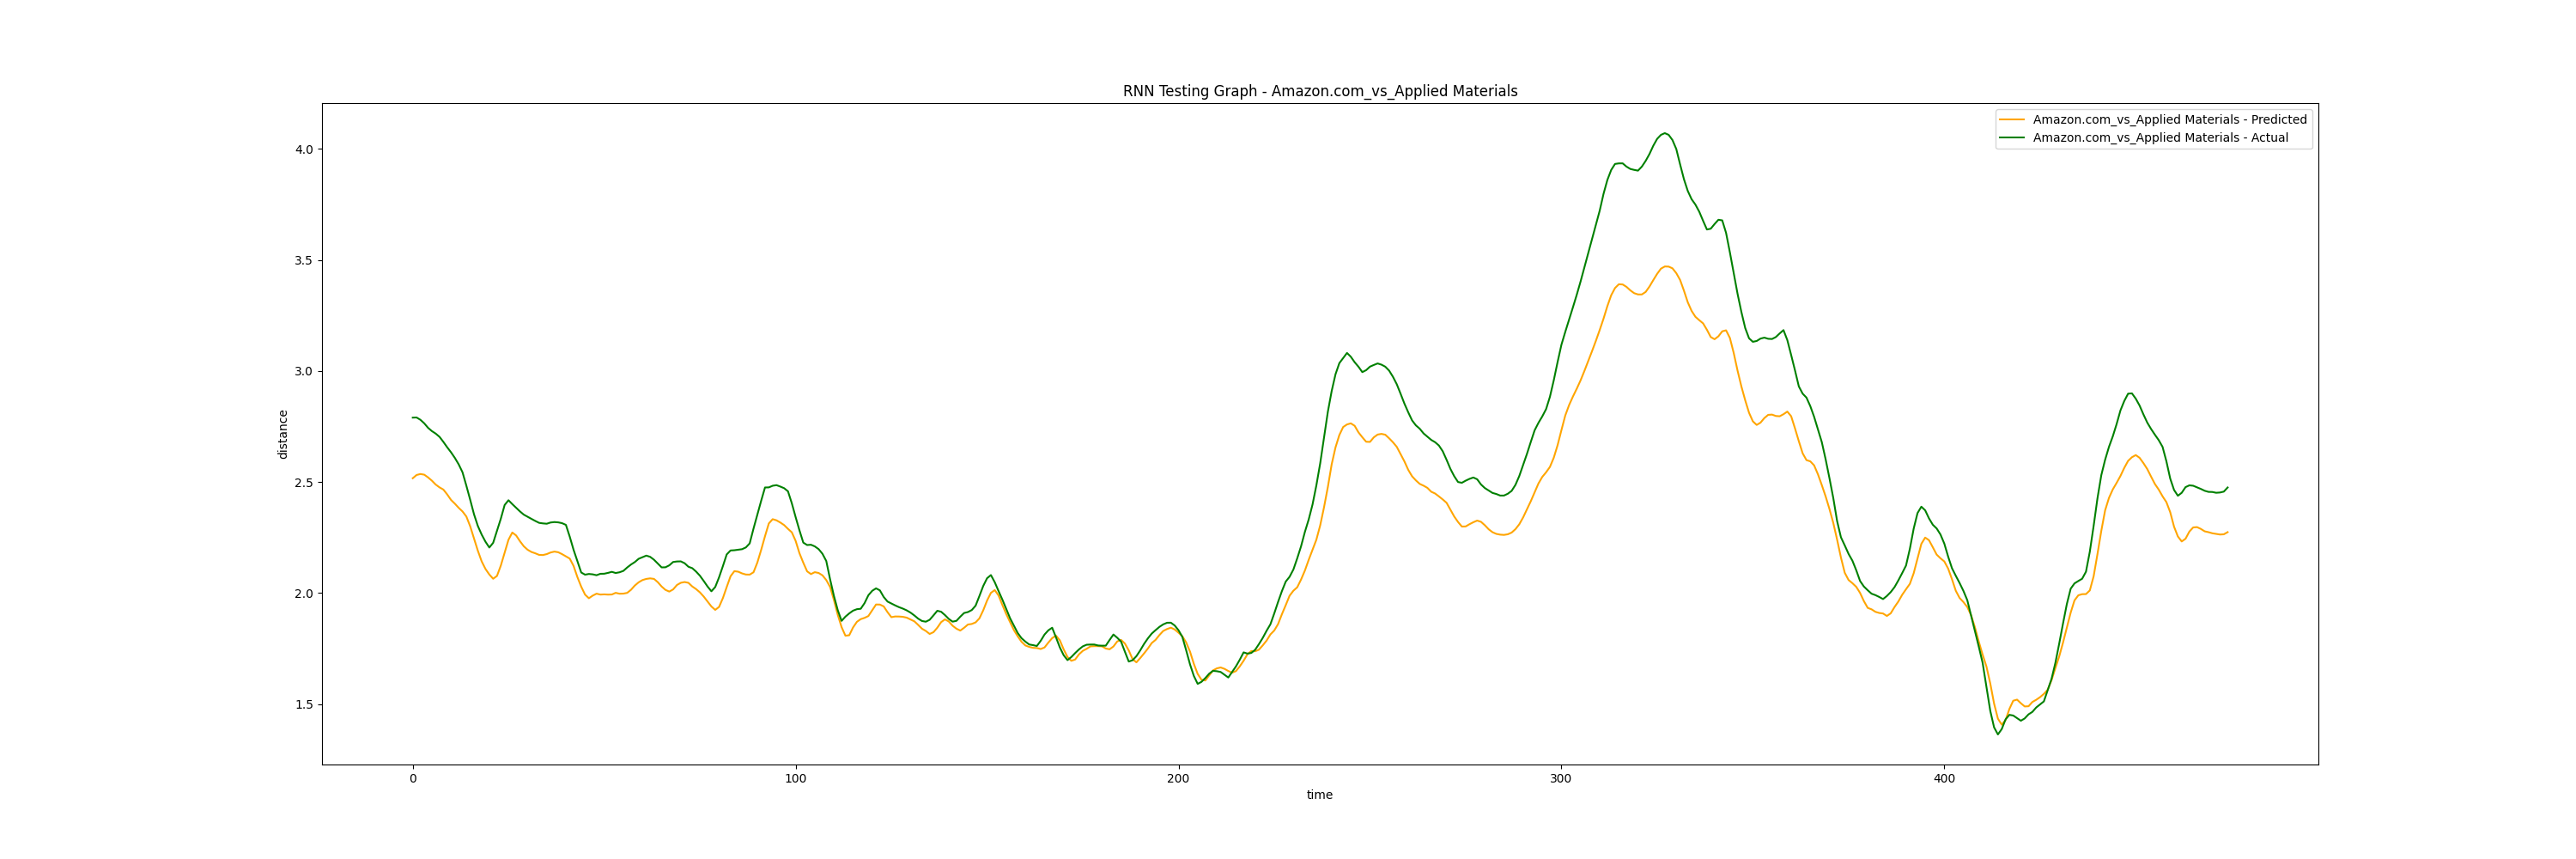 RNN Testing Graph - Amazon.com_vs_Applied Materials
Amazon.com_vs_Applied Materials - Predicted
Amazon.com_vs_Applied Materials - Actual
4.0
3.5
3.0
2.5
2.0
1.5
distance
0 100 200 300 400
time